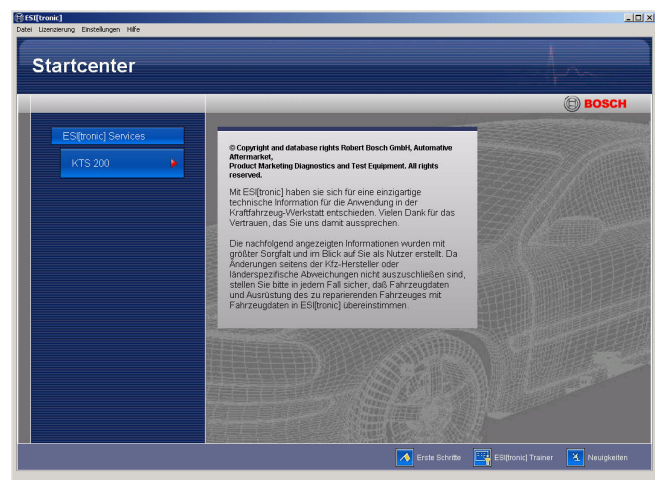 ESI[tronic]
Datei Lizenzierung Einstellungen Hilfe
Startcenter
BOSCH
ESI[tronic] Services
KTS 200
© Copyright and database rights Robert Bosch GmbH, Automotive
Aftermarket,
Product Marketing Diagnostics and Test Equipment. All rights
reserved.
Mit ESI[tronic] haben sie sich für eine einzigartige
technische Information für die Anwendung in der
Kraftfahrzeug-Werkstatt entschieden. Vielen Dank für das
Vertrauen, das Sie uns damit aussprechen.
Die nachfolgend angezeigten Informationen wurden mit
größter Sorgfalt und im Blick auf Sie als Nutzer erstellt. Da
Änderungen seitens der Kfz-Hersteller oder
länderspezifische Abweichungen nicht auszuschließen sind,
stellen Sie bitte in jedem Fall sicher, daß Fahrzeugdaten
und Ausrüstung des zu reparierenden Fahrzeuges mit
Fahrzeugdaten in ESI[tronic] übereinstimmen.
Erste Schritte ESI[tronic] Trainer Neuigkeiten